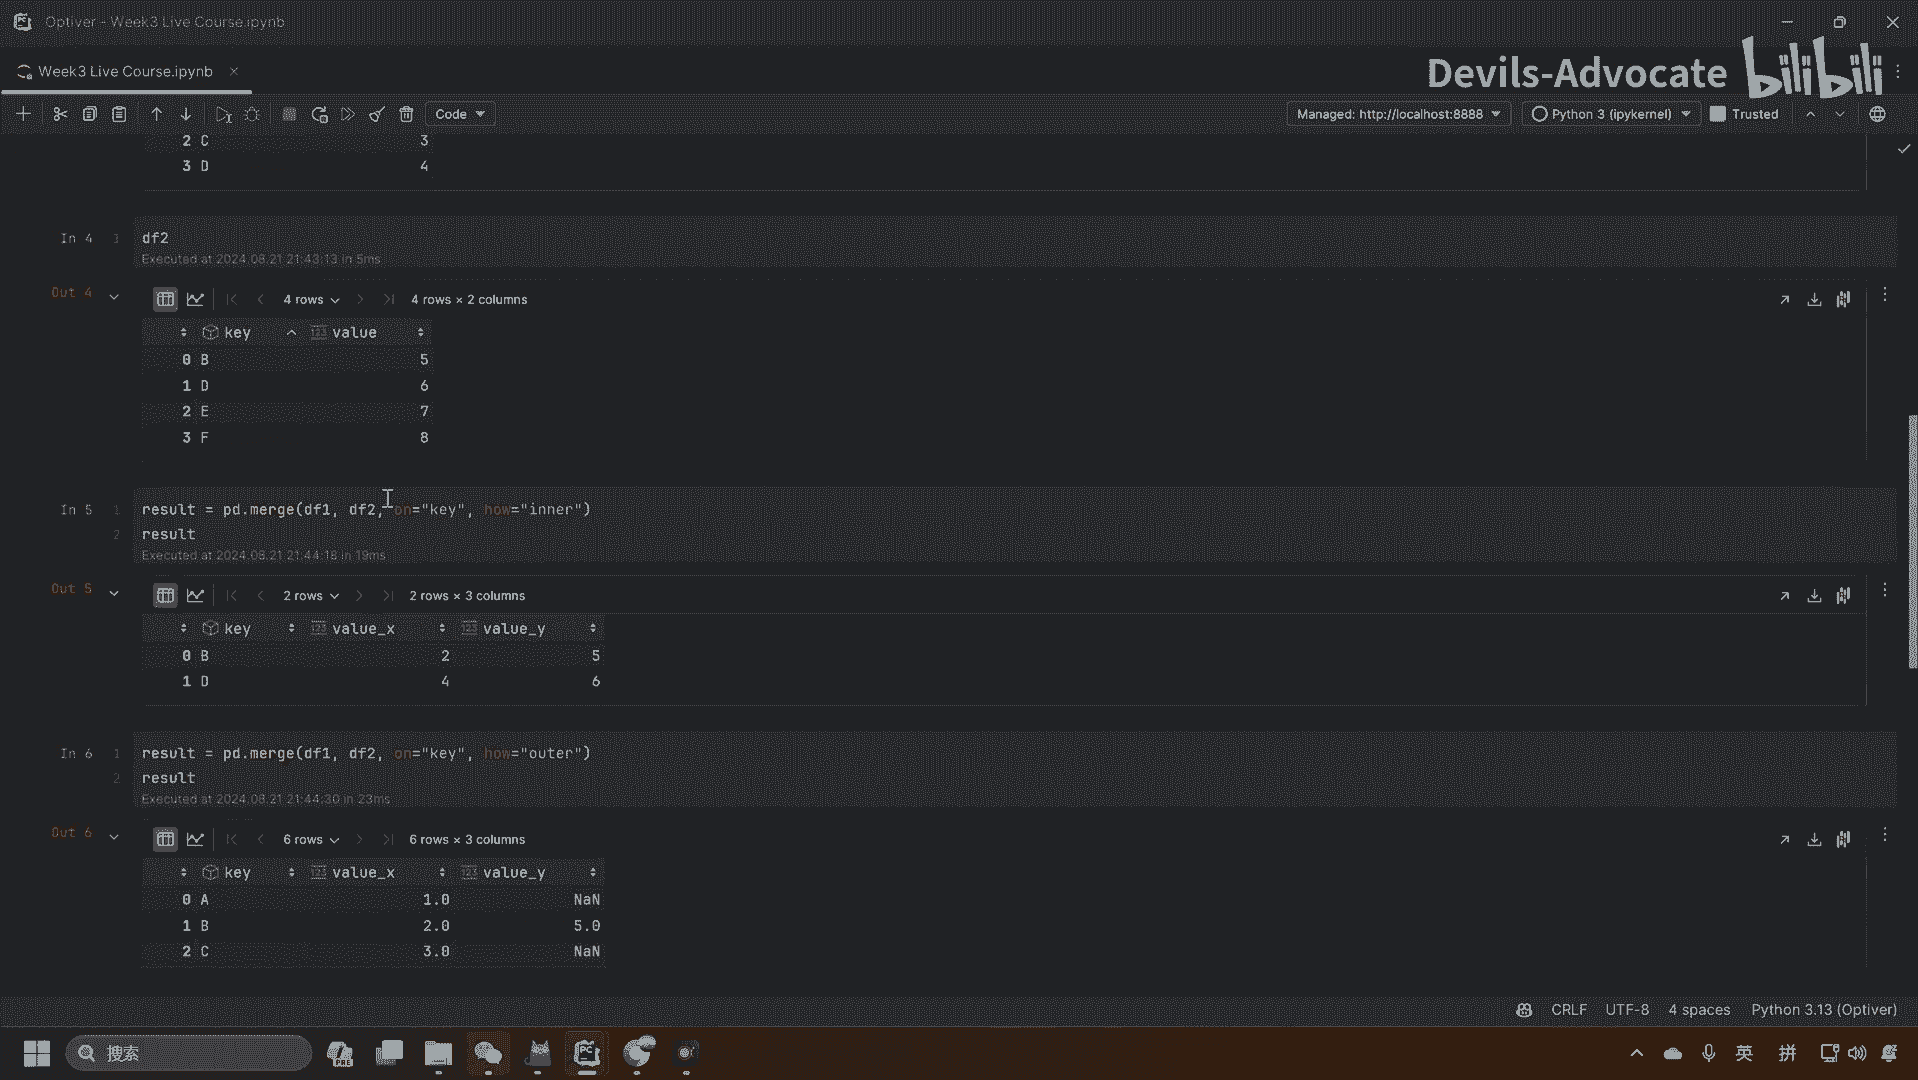 Optiver - Week3 Live Course.ipynb
Week3 Live Course.ipynb
Devils-Advocate bilibili
Code
Managed: http://localhost:8888
Python 3 (ipykernel)
Trusted
2 C 3
3 D 4
In 4 1 df2
Executed at 2024.08.21 21:43:13 in 5ms
Out 4 4 rows 4 rows × 2 columns
key value
0 B 5
1 D 6
2 E 7
3 F 8
In 5 1 result = pd.merge(df1, df2, on="key", how="inner")
2 result
Executed at 2024.08.21 21:44:18 in 19ms
Out 5 2 rows 2 rows × 3 columns
key value_x value_y
0 B 2 5
1 D 4 6
In 6 1 result = pd.merge(df1, df2, on="key", how="outer")
2 result
Executed at 2024.08.21 21:44:30 in 23ms
Out 6 6 rows 6 rows × 3 columns
key value_x value_y
0 A 1.0 NaN
1 B 2.0 5.0
2 C 3.0 NaN
CRLF UTF-8 4 spaces Python 3.13 (Optiver)
搜索
英 拼